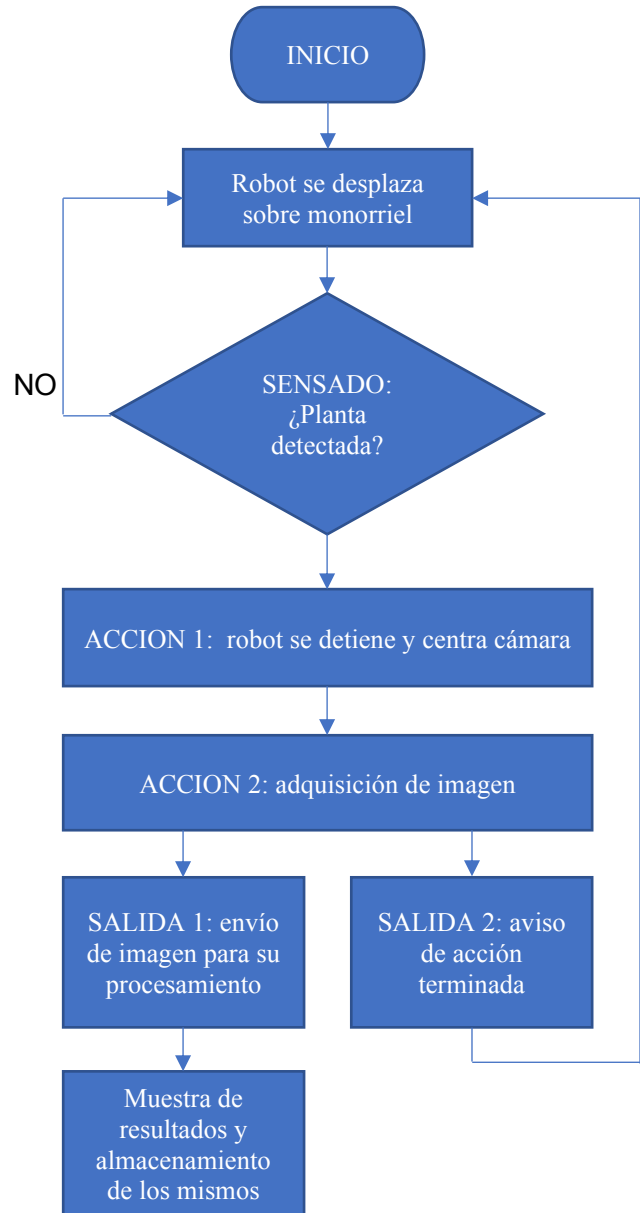 INICIO
Robot se desplaza
sobre monorriel
NO
SENSADO:
¿Planta
detectada?
ACCION 1:  robot se detiene y centra cámara
ACCION 2: adquisición de imagen
SALIDA 1: envío
de imagen para su
procesamiento
SALIDA 2: aviso
de acción
terminada
Muestra de
resultados y
almacenamiento
de los mismos